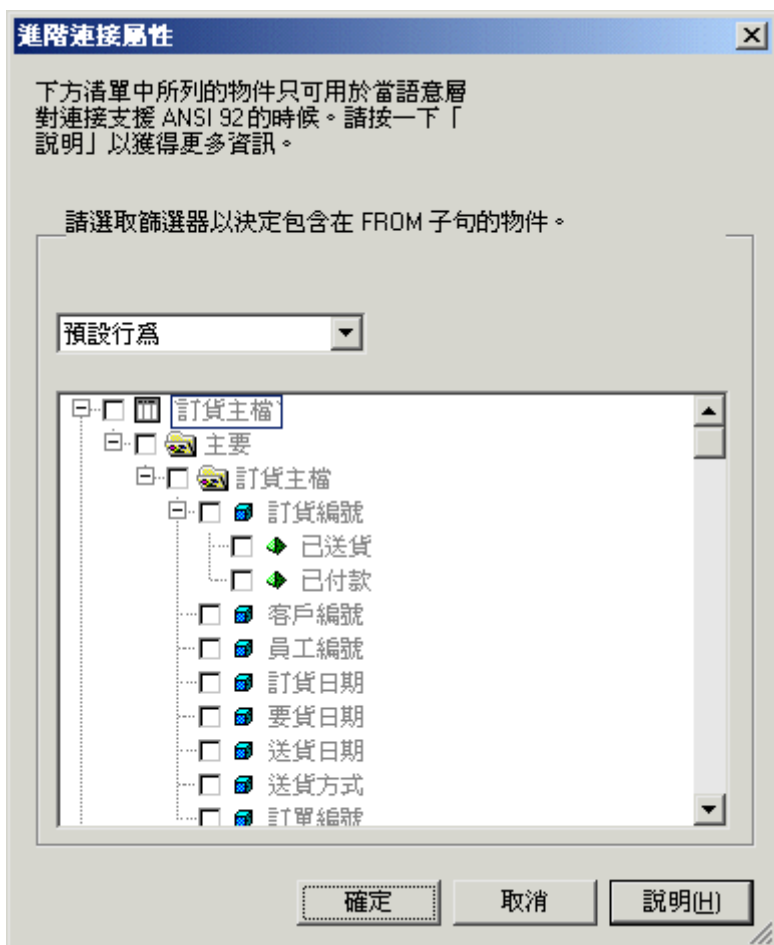 進階連接屬性
下方清單中所列的物件只可用於當語意層
對連接支援 ANSI 92 的時候。請按一下「
說明」以獲得更多資訊。
請選取篩選器以決定包含在 FROM 子句的物件。
預設行為
訂貨主檔
主要
訂貨主檔
訂貨編號
已送貨
已付款
客戶編號
員工編號
訂貨日期
要貨日期
送貨日期
送貨方式
訂單編號
確定
取消
說明(H)